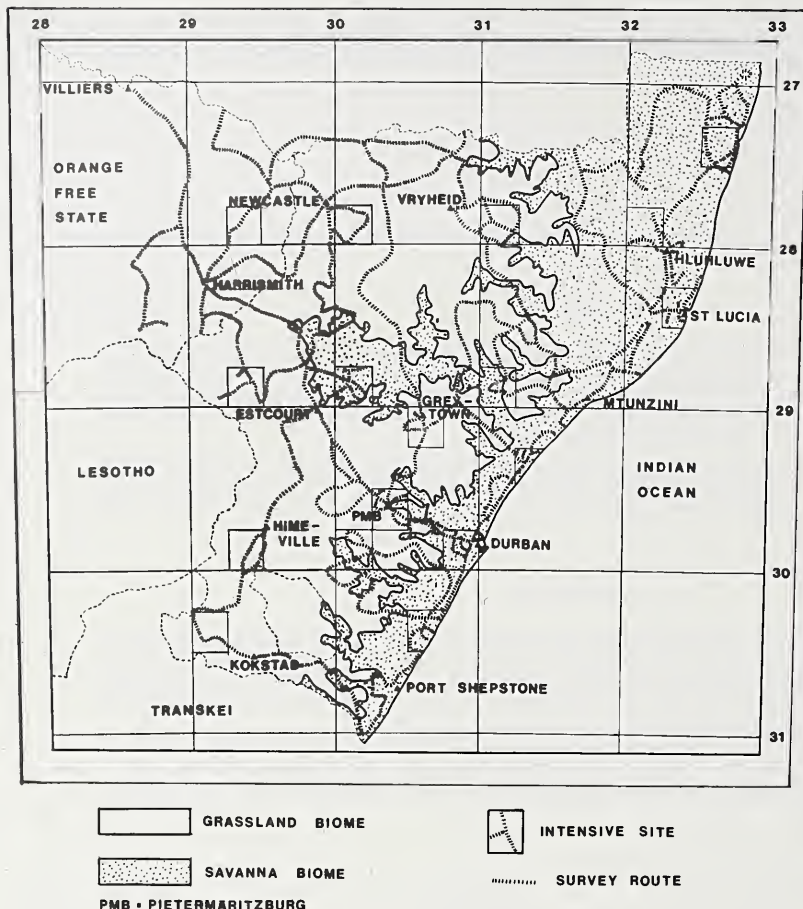 28 29 30 31 32 33
27
VILLIERS
ORANGE
FREE
STATE
NEWCASTLE
VRYHEID
28
HLUHLUWE
HARRISMITH
ST LUCIA
ESTCOURT
GREY-
TOWN
MTUNZINI
29
LESOTHO
INDIAN
OCEAN
PMB
HIME-
VILLE
DURBAN
30
KOKSTAD
PORT SHEPSTONE
TRANSKEI
31
GRASSLAND BIOME
INTENSIVE SITE
SAVANNA BIOME
SURVEY ROUTE
PMB = PIETERMARITZBURG